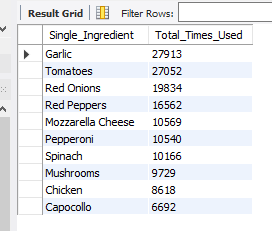 Result Grid Filter Rows:
Single_Ingredient Total_Times_Used
Garlic 27913
Tomatoes 27052
Red Onions 19834
Red Peppers 16562
Mozzarella Cheese 10569
Pepperoni 10540
Spinach 10166
Mushrooms 9729
Chicken 8618
Capocollo 6692